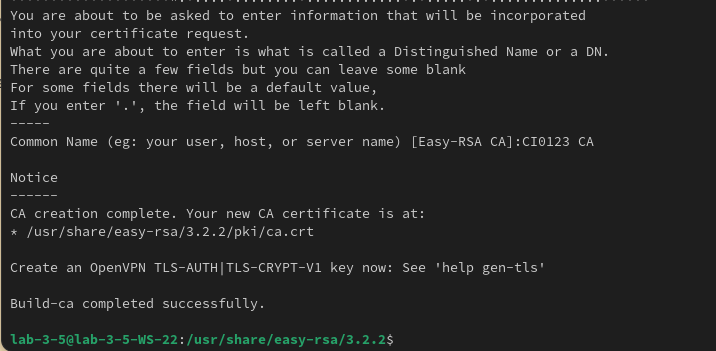 You are about to be asked to enter information that will be incorporated
into your certificate request.
What you are about to enter is what is called a Distinguished Name or a DN.
There are quite a few fields but you can leave some blank
For some fields there will be a default value,
If you enter '.', the field will be left blank.
-----
Common Name (eg: your user, host, or server name) [Easy-RSA CA]:CI0123 CA
Notice
------
CA creation complete. Your new CA certificate is at:
* /usr/share/easy-rsa/3.2.2/pki/ca.crt
Create an OpenVPN TLS-AUTH|TLS-CRYPT-V1 key now: See 'help gen-tls'
Build-ca completed successfully.
lab-3-5@lab-3-5-WS-22:/usr/share/easy-rsa/3.2.2$